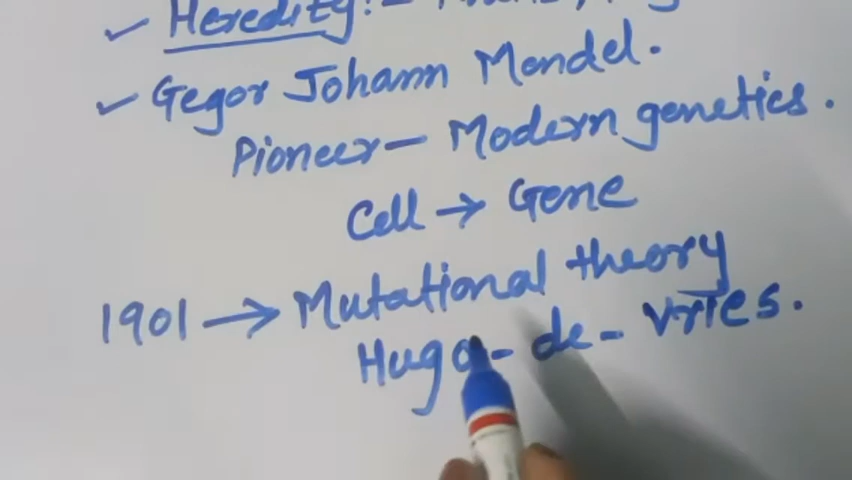 ✓ Heredity:-
✓ Gegor Johann Mendel.
Pioneer- Modern genetics.
Cell → Gene
1901 → Mutational theory
Hugo-de-vries.